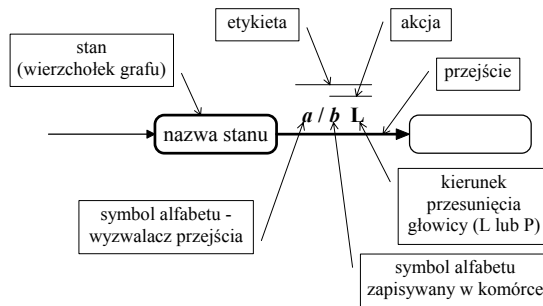 etykieta
akcja
stan
(wierzchołek grafu)
przejście
a / b L
nazwa stanu
symbol alfabetu -
wyzwalacz przejścia
kierunek
przesunięcia
głowicy (L lub P)
symbol alfabetu
zapisywany w komórce